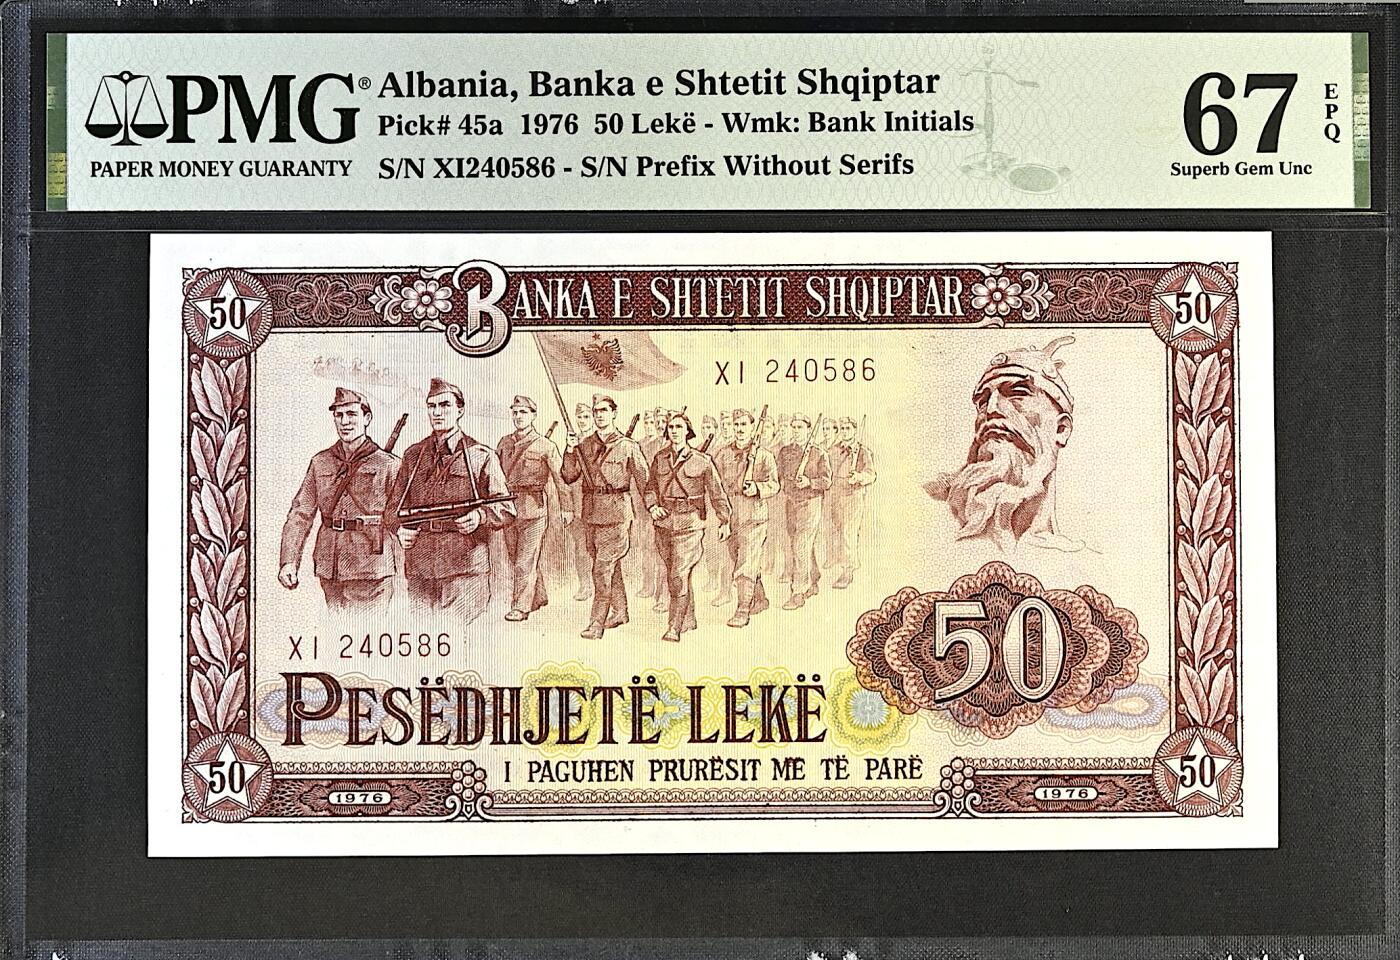 PMG®
PAPER MONEY GUARANTY
Albania, Banka e Shtetit Shqiptar
Pick# 45a 1976 50 Lekë - Wmk: Bank Initials
S/N XI240586 - S/N Prefix Without Serifs
67
EPQ
Superb Gem Unc
50
BANKA E SHTETIT SHQIPTAR
50
XI 240586
XI 240586
50
PESËDHJETË LEKË
I PAGUHEN PRURËSIT ME TË PARË
50
1976
1976
50